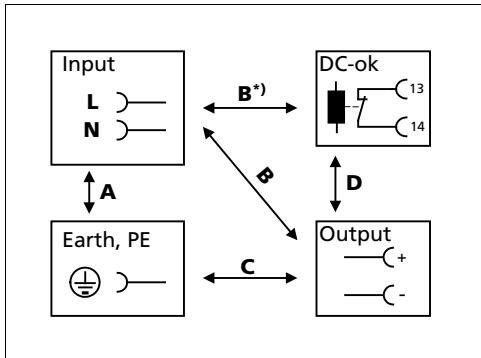 Input
L
N
B*)
DC-ok
13
14
A
B
D
Earth, PE
C
Output
+
-